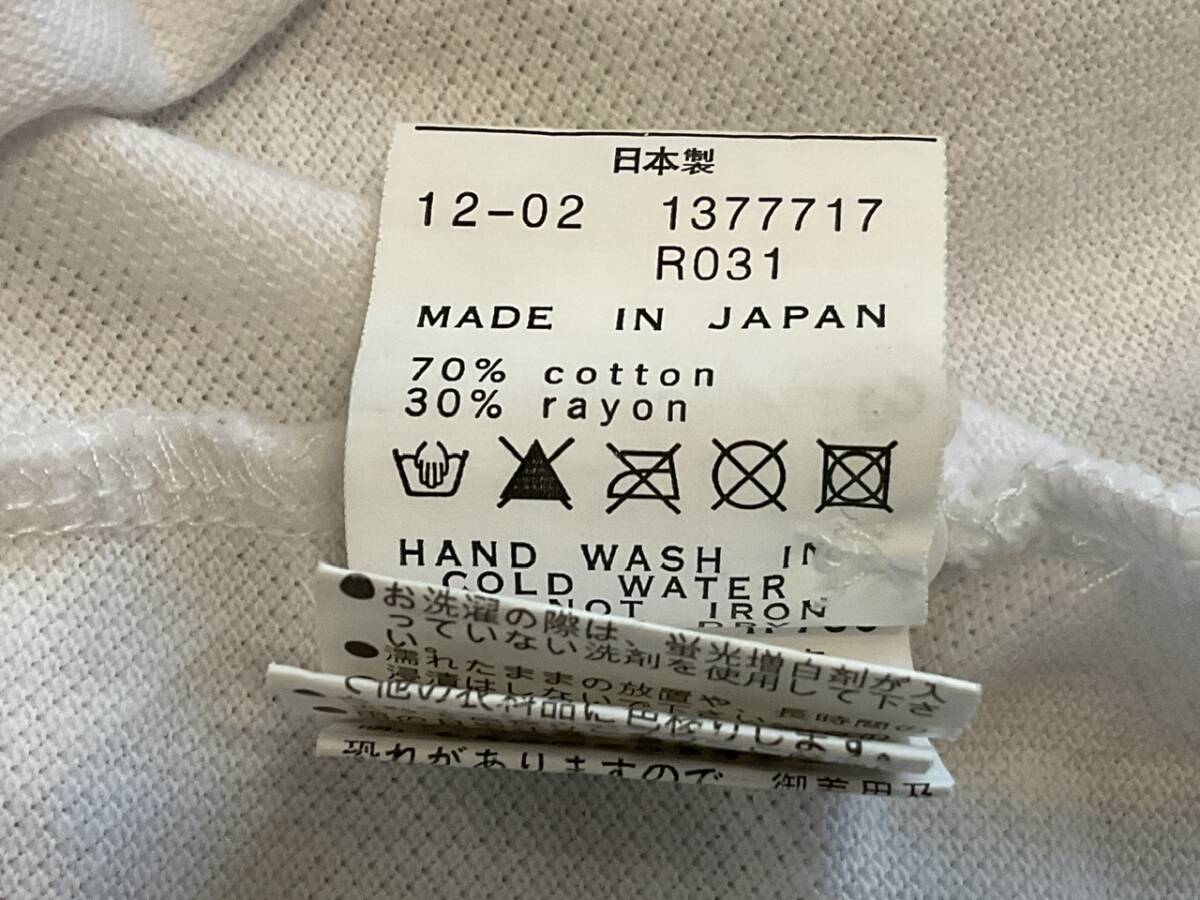 日本製
12-02 1377717
R031
MADE IN JAPAN
70% cotton
30% rayon
HAND WASH IN
COLD WATER
NOT IRON
DRY
●お洗濯の際は、蛍光増白剤が入
っていない洗剤を使用して下さ
い。
●濡れたままの放置や、長時間の
浸漬はしないで下さい
て他の衣料品に色移りします。
恐れがありますので、御着用及